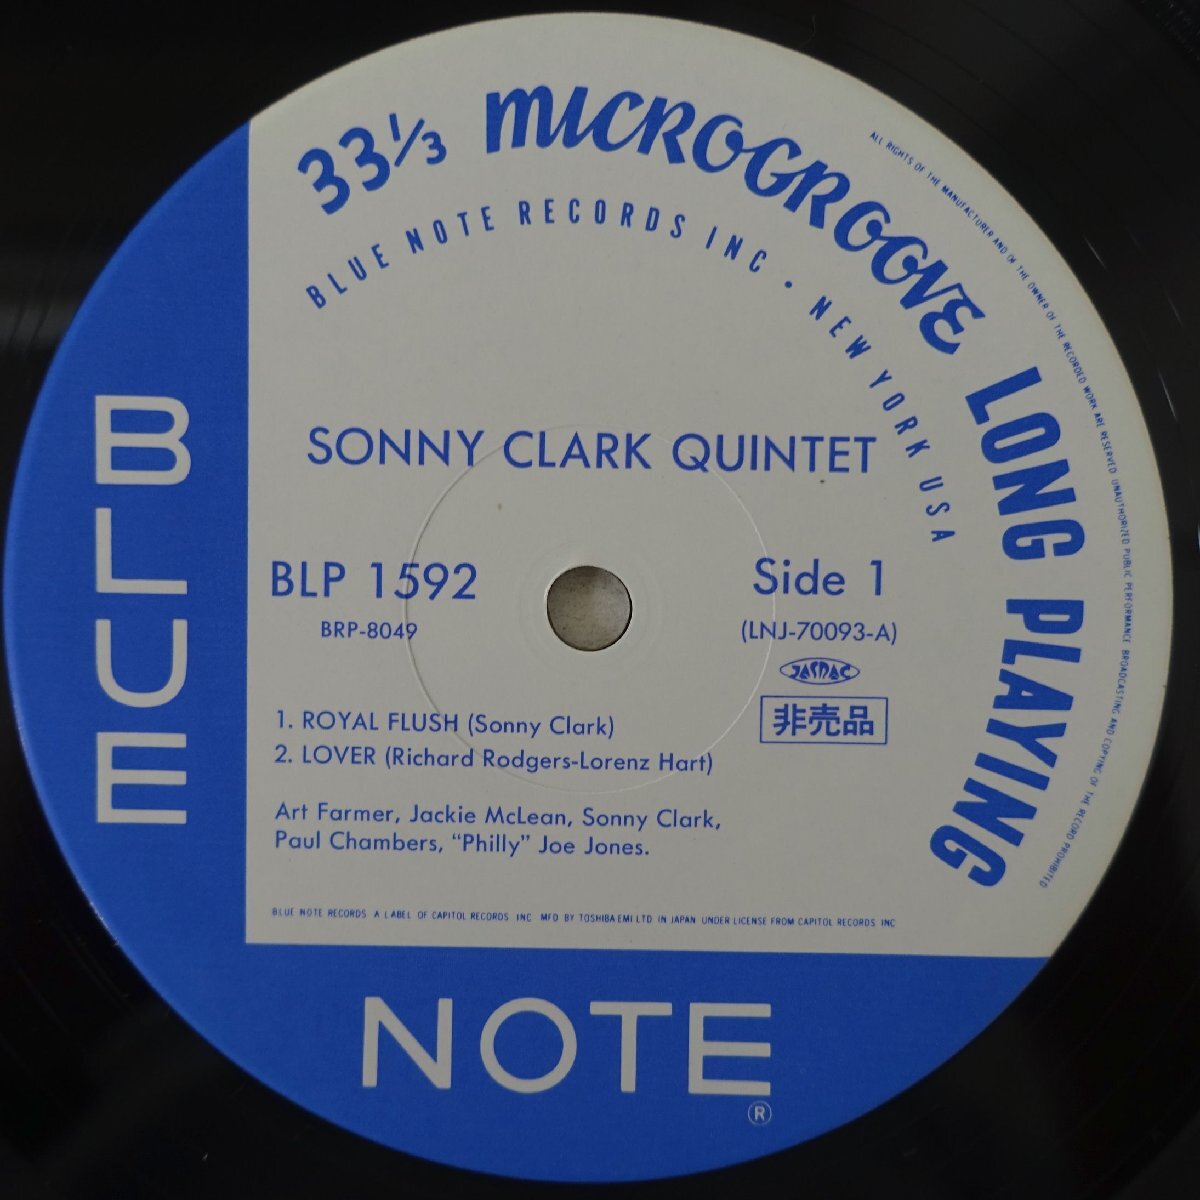 33⅓ MICROGROOVE LONG PLAYING
BLUE NOTE RECORDS INC · NEW YORK USA
ALL RIGHTS OF THE MANUFACTURER AND OF THE OWNER OF THE RECORDED WORK ARE RESERVED UNAUTHORIZED PUBLIC PERFORMANCE BROADCASTING AND COPYING OF THE RECORD PROHIBITED
BLUE
SONNY CLARK QUINTET
BLP 1592
BRP-8049
Side 1
(LNJ-70093-A)
JASRAC
非売品
1. ROYAL FLUSH (Sonny Clark)
2. LOVER (Richard Rodgers-Lorenz Hart)
Art Farmer, Jackie McLean, Sonny Clark,
Paul Chambers, “Philly” Joe Jones.
BLUE NOTE RECORDS A LABEL OF CAPITOL RECORDS INC MFD BY TOSHIBA EMI LTD IN JAPAN UNDER LICENSE FROM CAPITOL RECORDS INC
NOTE
®